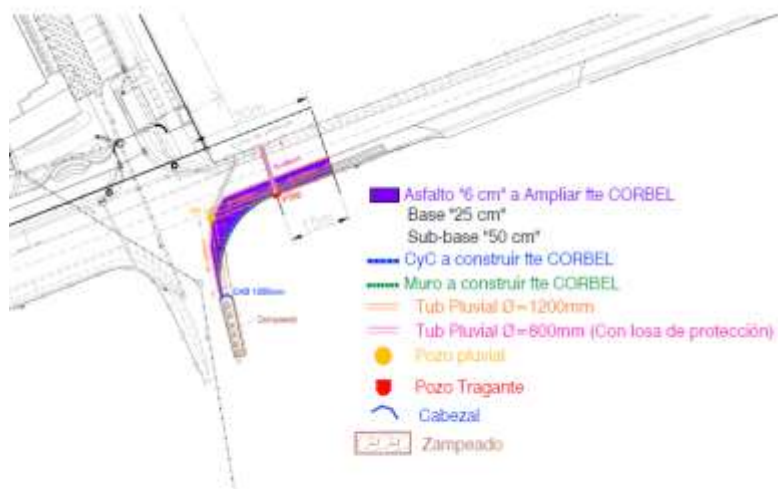 Asfalto "6 cm" a Ampliar fte CORBEL
Base "25 cm"
Sub-base "50 cm"
CyC a construir fte CORBEL
Muro a construir fte CORBEL
Tub Pluvial Ø=1200mm
Tub Pluvial Ø=800mm (Con losa de protección)
Pozo pluvial
Pozo Tragante
Cabezal
Zampeado
Zampeado